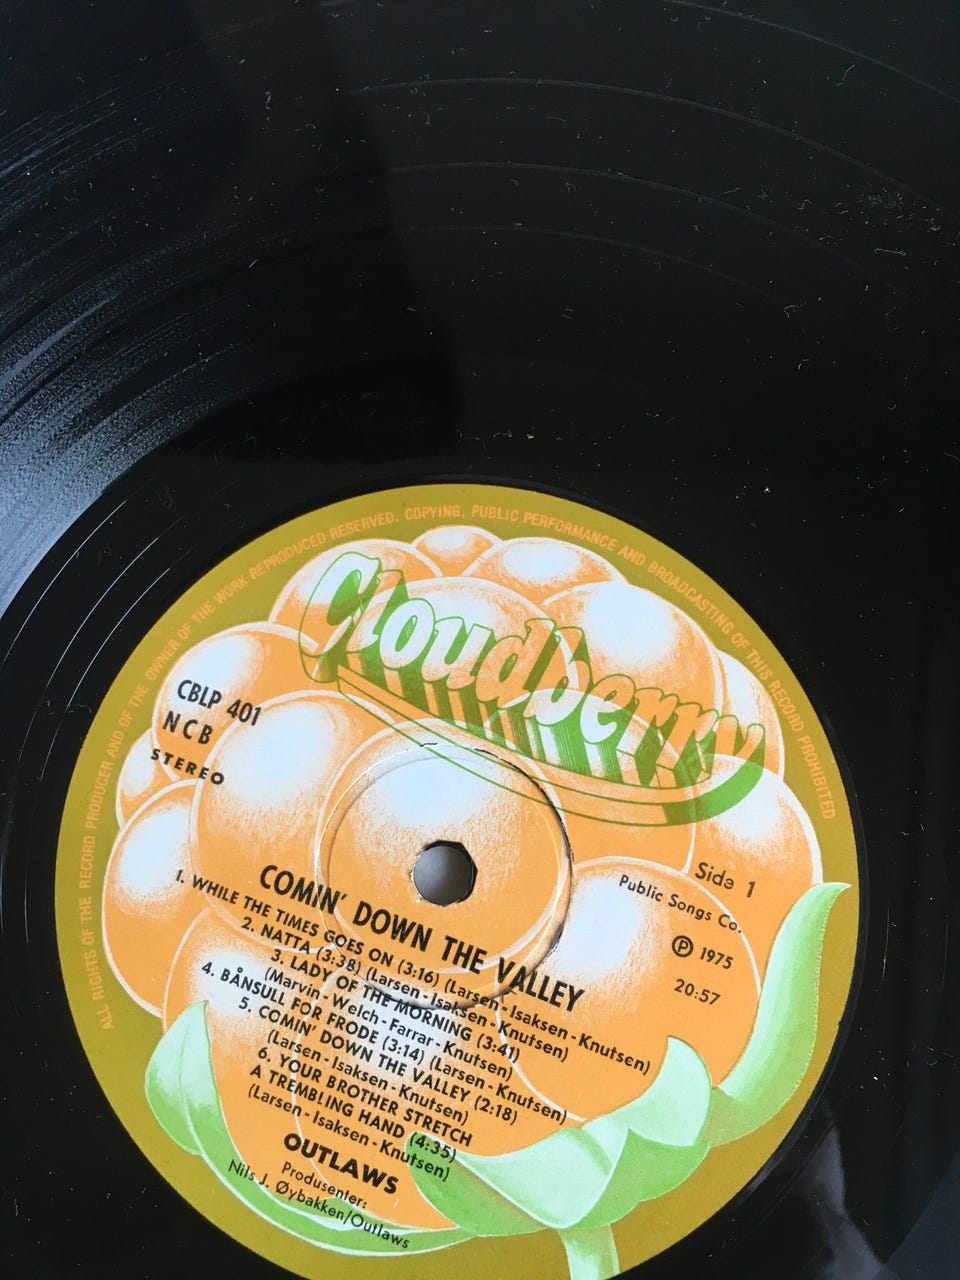 ALL RIGHTS OF THE RECORD PRODUCER AND OF THE OWNER OF THE WORK REPRODUCED RESERVED. COPYING, PUBLIC PERFORMANCE AND BROADCASTING OF THIS RECORD PROHIBITED
Cloudberry
CBLP 401
NCB
STEREO
Side 1
Public Songs Co.
Ⓟ 1975
20:57
COMIN' DOWN THE VALLEY
1. WHILE THE TIMES GOES ON (3:16) (Larsen-Isaksen-Knutsen)
2. NATTA (3:38) (Larsen-Isaksen-Knutsen)
3. LADY OF THE MORNING (3:41)
(Marvin-Welch-Farrar-Knutsen)
4. BÅNSULL FOR FRODE (3:14) (Larsen-Knutsen)
5. COMIN' DOWN THE VALLEY (2:18)
(Larsen-Isaksen-Knutsen)
6. YOUR BROTHER STRETCH
A TREMBLING HAND (4:35)
(Larsen-Isaksen-Knutsen)
OUTLAWS
Produsenter:
Nils J. Øybakken/Outlaws